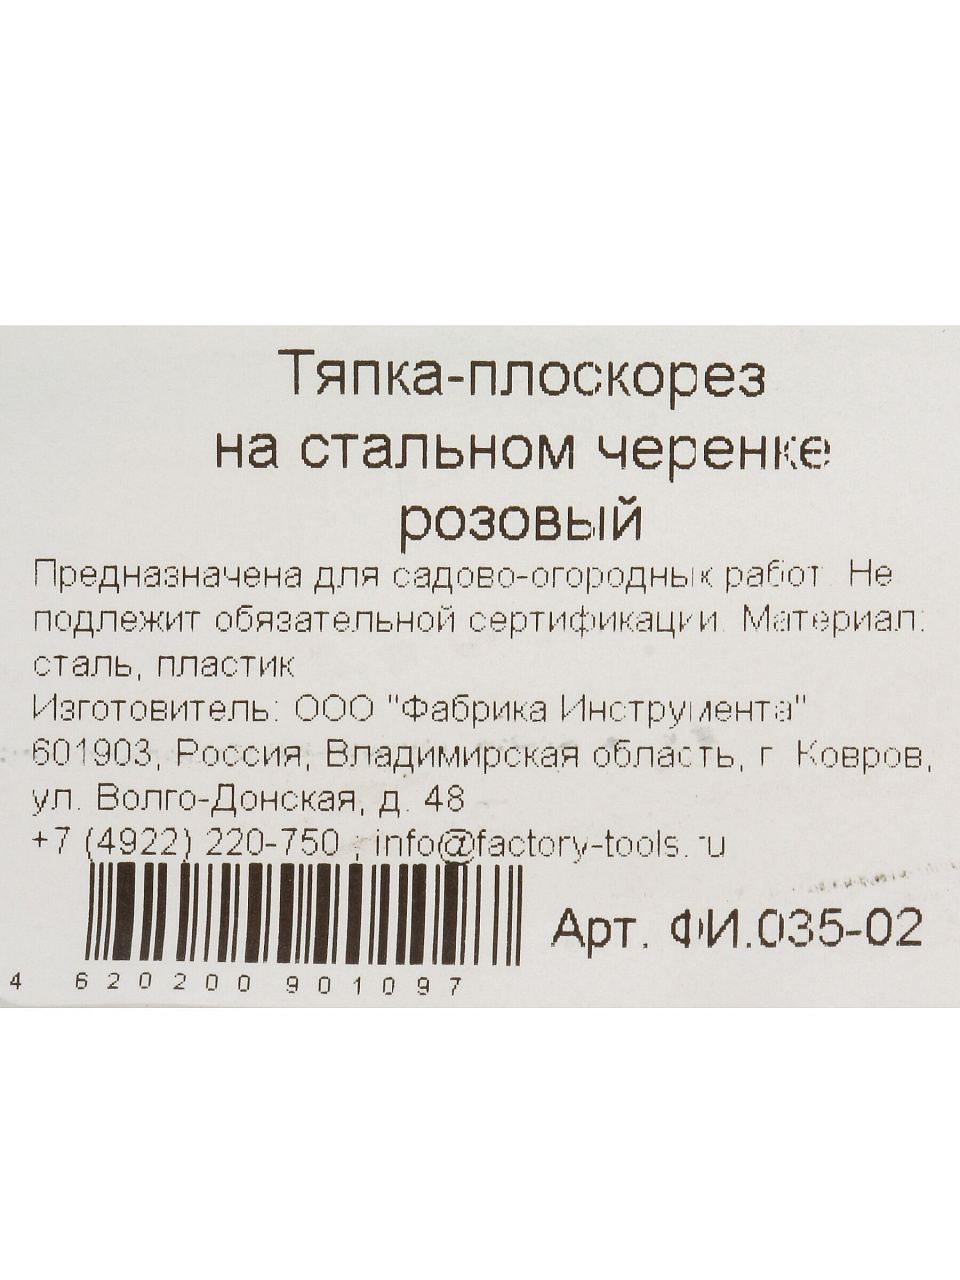 Тяпка-плоскорез
на стальном черенке
розовый
Предназначена для садово-огородных работ. Не
подлежит обязательной сертификации. Материал:
сталь, пластик
Изготовитель: ООО "Фабрика Инструмента"
601903, Россия, Владимирская область, г. Ковров,
ул. Волго-Донская, д. 48
+7 (4922) 220-750 ; info@factory-tools.ru
Арт. ФИ.035-02
4 620200 901097